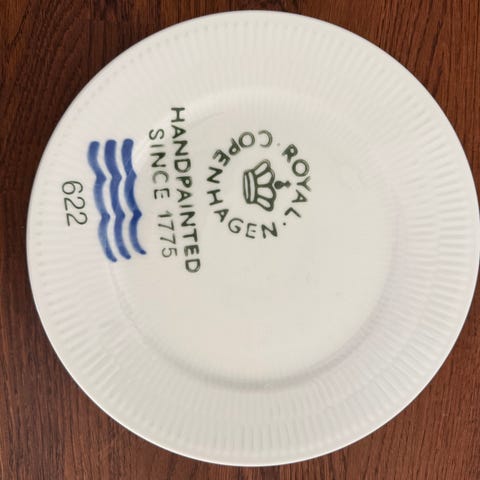 ROYAL.
COPENHAGEN
HANDPAINTED
SINCE 1775
622